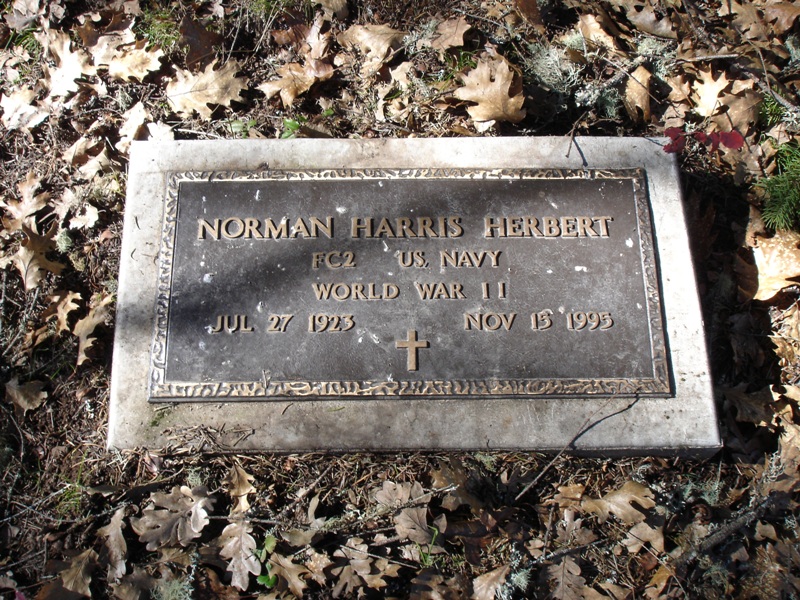 NORMAN HARRIS HERBERT
FC2 US. NAVY
WORLD WAR II
JUL 27 1923 NOV 15 1995